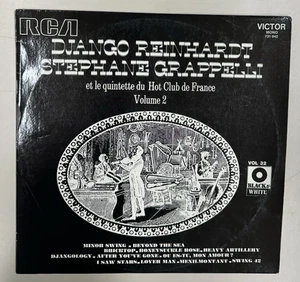 RCA
VICTOR
MONO
DJANGO REINHARDT
STEPHANE GRAPPELLI
et le quintette du Hot Club de France
Volume 2
VOL 32
BLACK &
WHITE
MINOR SWING . BEYOND THE SEA
BRICKTOP. HONEYSUCKLE ROSE. HEAVY ARTILLERY
DJANGOLOGY. AFTER YOU'VE GONE. OU ES-TU, MON AMOUR ?
I SAW STARS. LOVER MAN. MENILMONTANT. SWING 42